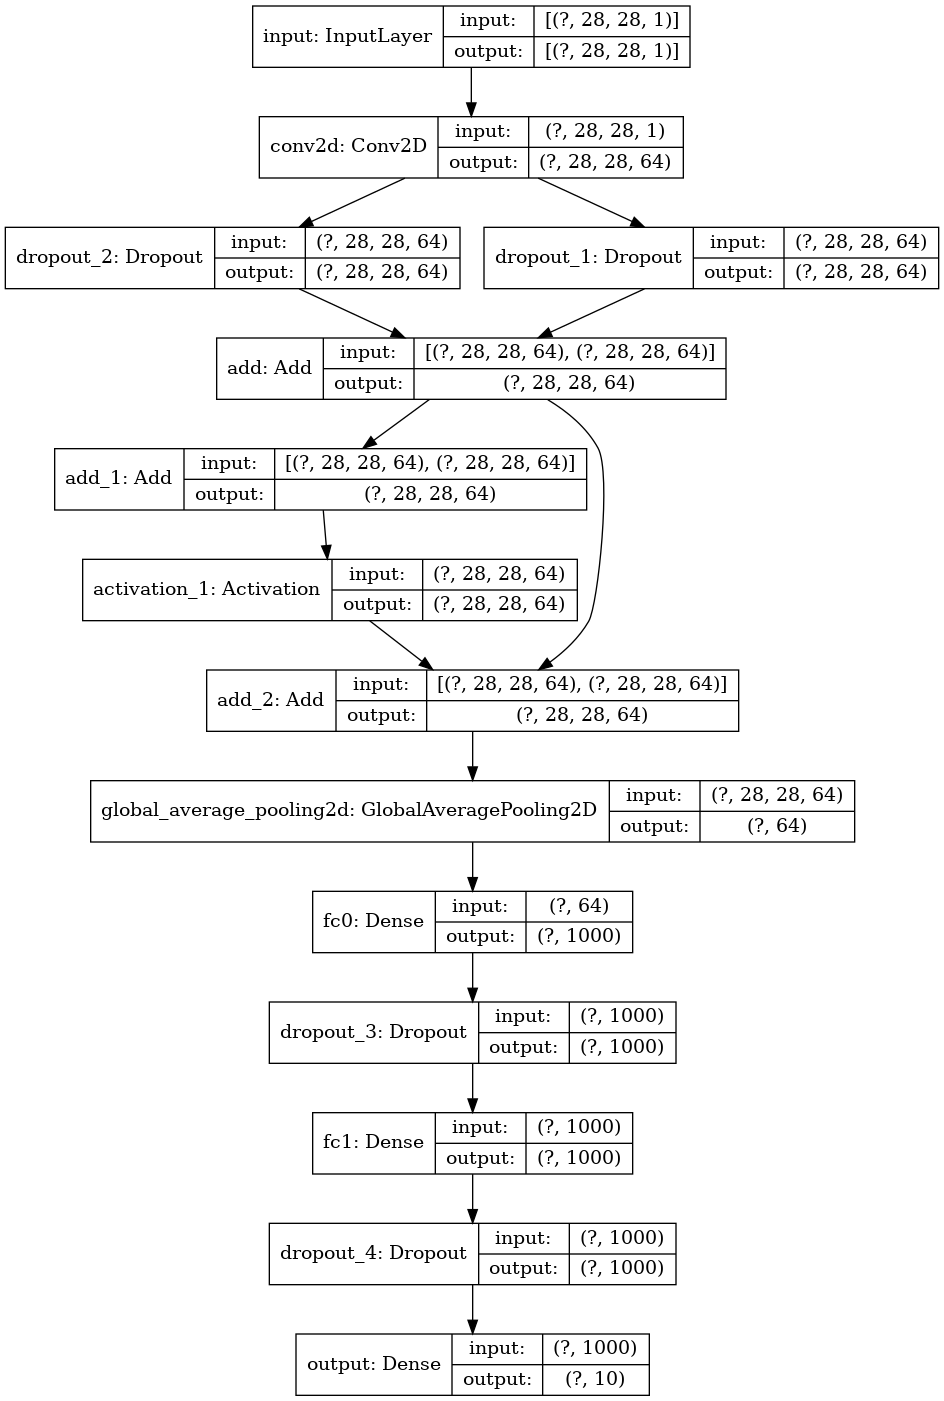 input: InputLayer
input:
[(?, 28, 28, 1)]
output:
[(?, 28, 28, 1)]
conv2d: Conv2D
input:
(?, 28, 28, 1)
output:
(?, 28, 28, 64)
dropout_2: Dropout
input:
(?, 28, 28, 64)
output:
(?, 28, 28, 64)
dropout_1: Dropout
input:
(?, 28, 28, 64)
output:
(?, 28, 28, 64)
add: Add
input:
[(?, 28, 28, 64), (?, 28, 28, 64)]
output:
(?, 28, 28, 64)
add_1: Add
input:
[(?, 28, 28, 64), (?, 28, 28, 64)]
output:
(?, 28, 28, 64)
activation_1: Activation
input:
(?, 28, 28, 64)
output:
(?, 28, 28, 64)
add_2: Add
input:
[(?, 28, 28, 64), (?, 28, 28, 64)]
output:
(?, 28, 28, 64)
global_average_pooling2d: GlobalAveragePooling2D
input:
(?, 28, 28, 64)
output:
(?, 64)
fc0: Dense
input:
(?, 64)
output:
(?, 1000)
dropout_3: Dropout
input:
(?, 1000)
output:
(?, 1000)
fc1: Dense
input:
(?, 1000)
output:
(?, 1000)
dropout_4: Dropout
input:
(?, 1000)
output:
(?, 1000)
output: Dense
input:
(?, 1000)
output:
(?, 10)